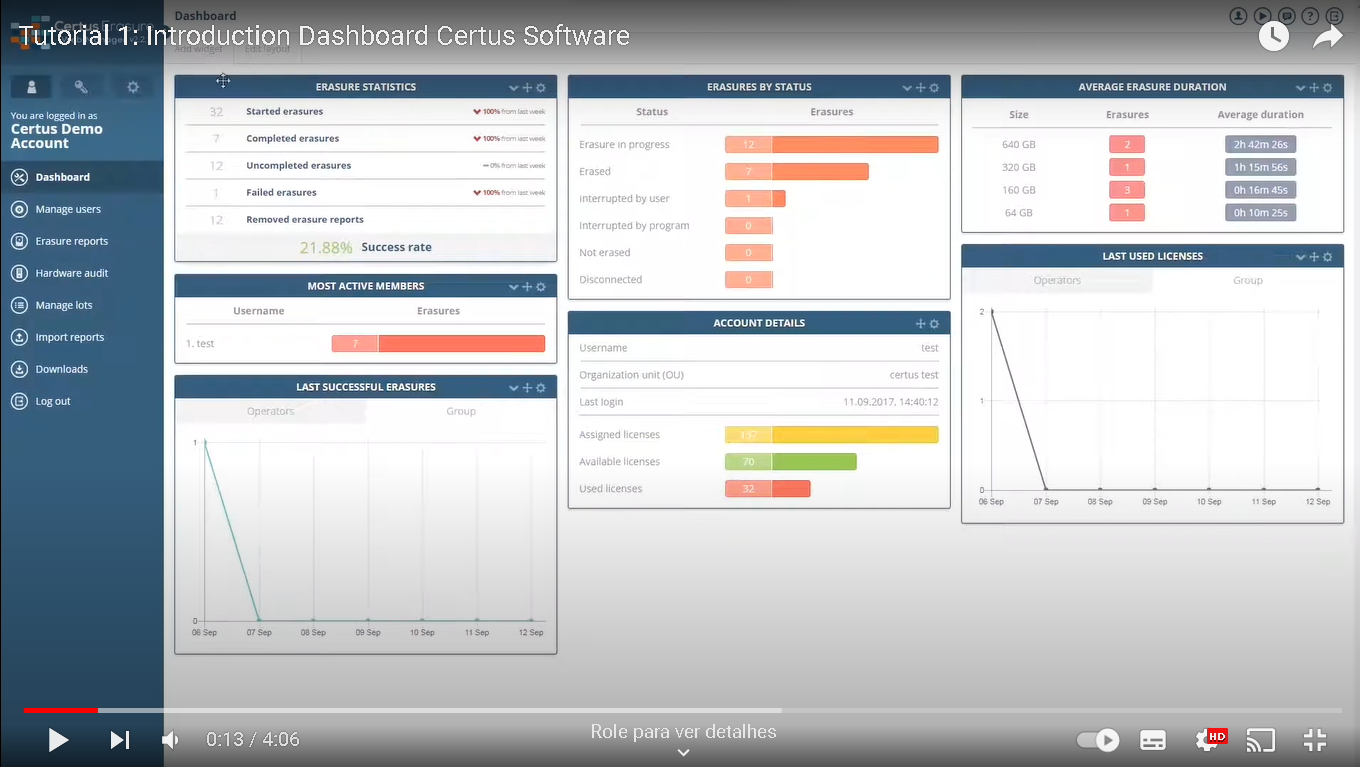 Dashboard
Tutorial 1: Introduction Dashboard Certus Software
Add widget Edit layout
You are logged in as
Certus Demo
Account
Dashboard
Manage users
Erasure reports
Hardware audit
Manage lots
Import reports
Downloads
Log out
ERASURE STATISTICS
32 Started erasures 100% from last week
7 Completed erasures 100% from last week
12 Uncompleted erasures 0% from last week
1 Failed erasures 100% from last week
12 Removed erasure reports
21.88% Success rate
MOST ACTIVE MEMBERS
Username Erasures
1. test 7
LAST SUCCESSFUL ERASURES
Operators Group
1
0
06 Sep 07 Sep 08 Sep 09 Sep 10 Sep 11 Sep 12 Sep
ERASURES BY STATUS
Status Erasures
Erasure in progress 12
Erased 7
Interrupted by user 1
Interrupted by program 0
Not erased 0
Disconnected 0
ACCOUNT DETAILS
Username test
Organization unit (OU) certus test
Last login 11.09.2017, 14:40:12
Assigned licenses
Available licenses 70
Used licenses 32
AVERAGE ERASURE DURATION
Size Erasures Average duration
640 GB 2 2h 42m 26s
320 GB 1 1h 15m 56s
160 GB 3 0h 16m 45s
64 GB 1 0h 10m 25s
LAST USED LICENSES
Operators Group
2
1
0
06 Sep 07 Sep 08 Sep 09 Sep 10 Sep 11 Sep 12 Sep
0:13 / 4:06
Role para ver detalhes
HD